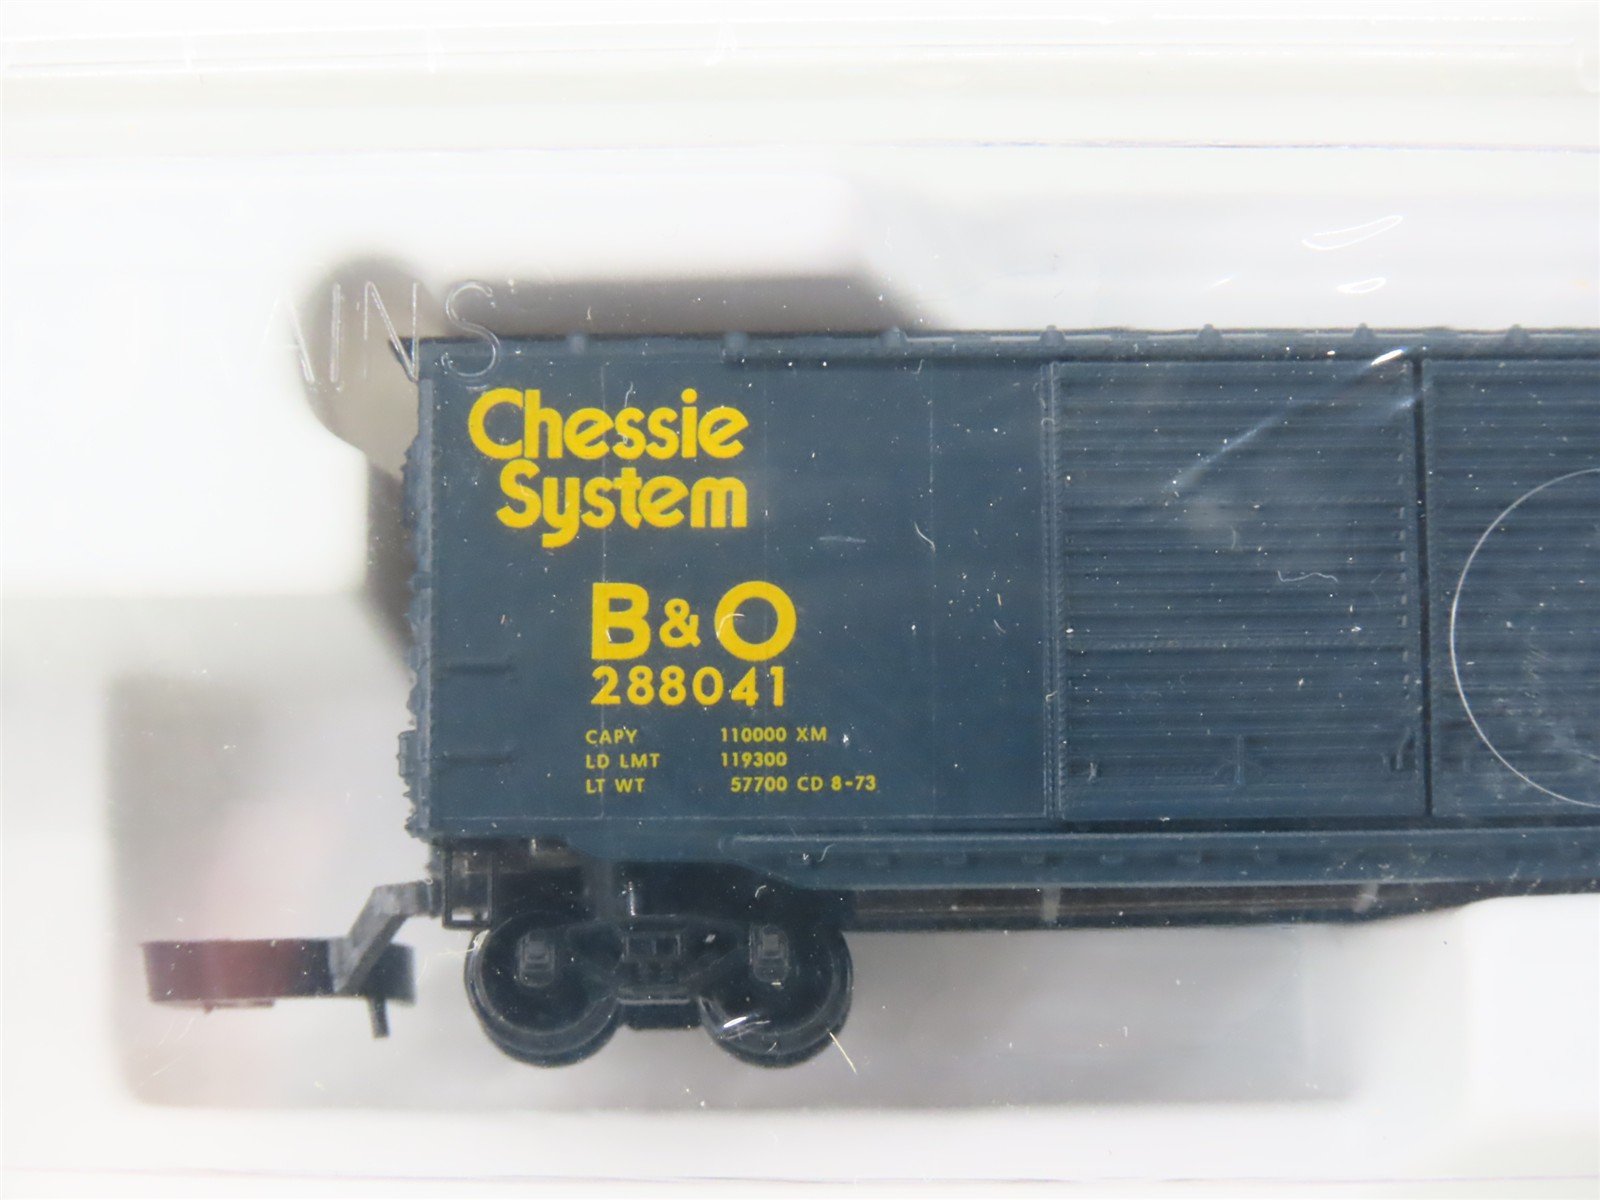 Chessie
System
B&O
288041
CAPY 110000 XM
LD LMT 119300
LT WT 57700 CD 8-73